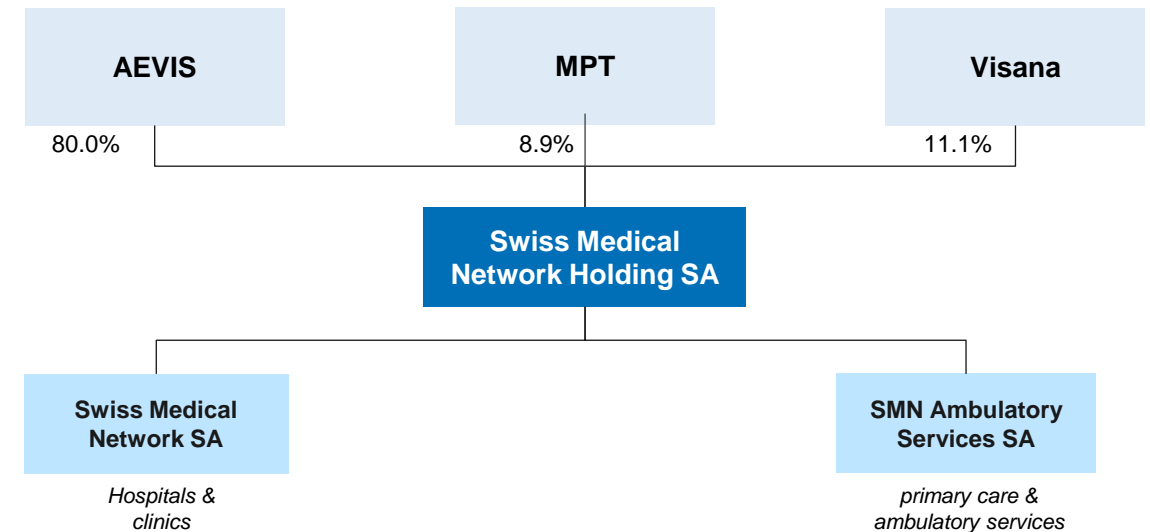 AEVIS
MPT
Visana
80.0%
8.9%
11.1%
Swiss Medical
Network Holding SA
Swiss Medical
Network SA
SMN Ambulatory
Services SA
Hospitals &
clinics
primary care &
ambulatory services